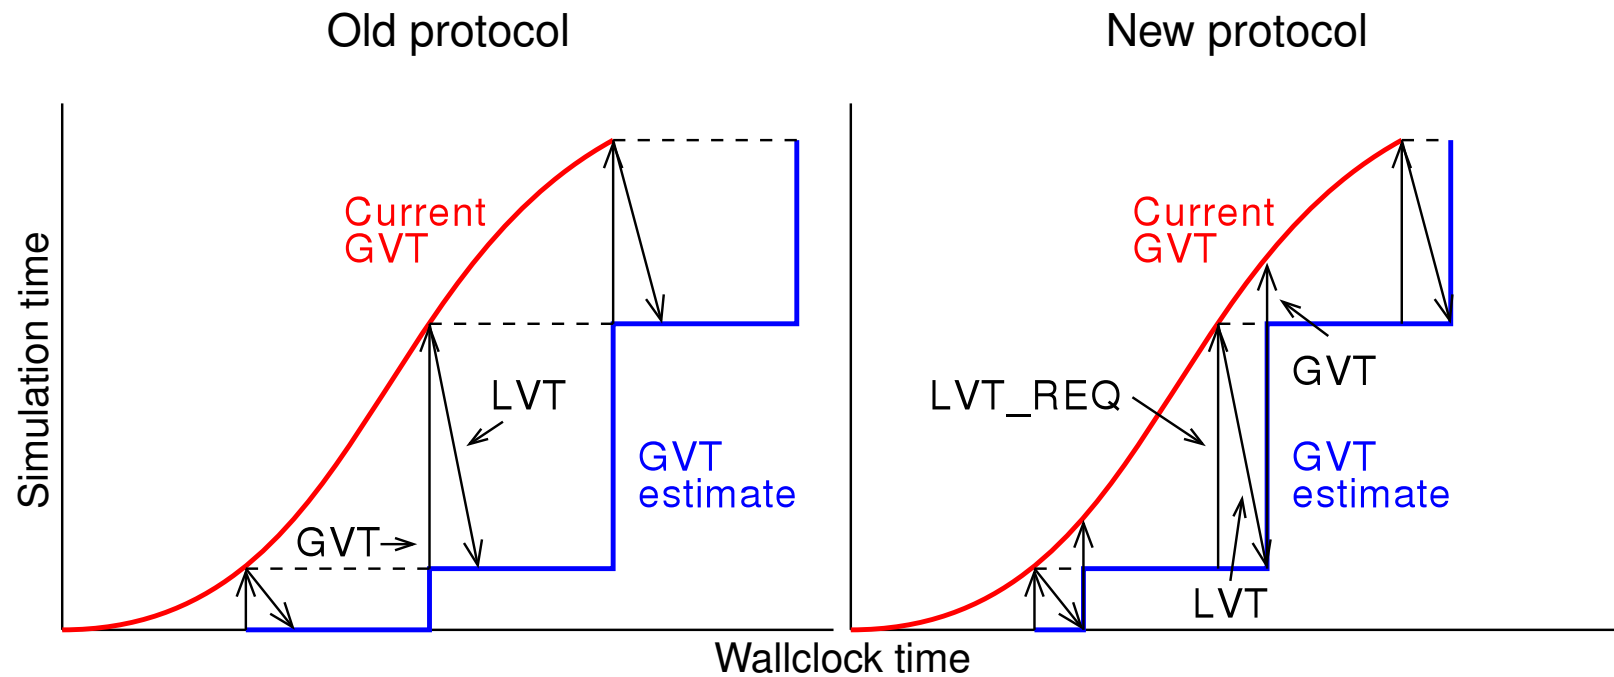 Old protocol
New protocol
Simulation time
Current
GVT
LVT
GVT
estimate
GVT
Current
GVT
GVT
LVT_REQ
GVT
estimate
LVT
Wallclock time